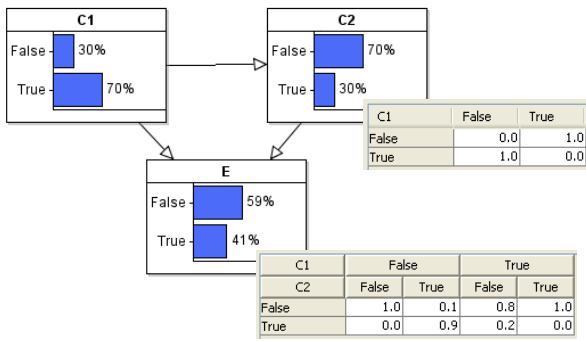 C1
False 30%
True 70%
C2
False 70%
True 30%
C1 False True
False 0.0 1.0
True 1.0 0.0
E
False 59%
True 41%
C1 False True
C2 False True False True
False 1.0 0.1 0.8 1.0
True 0.0 0.9 0.2 0.0